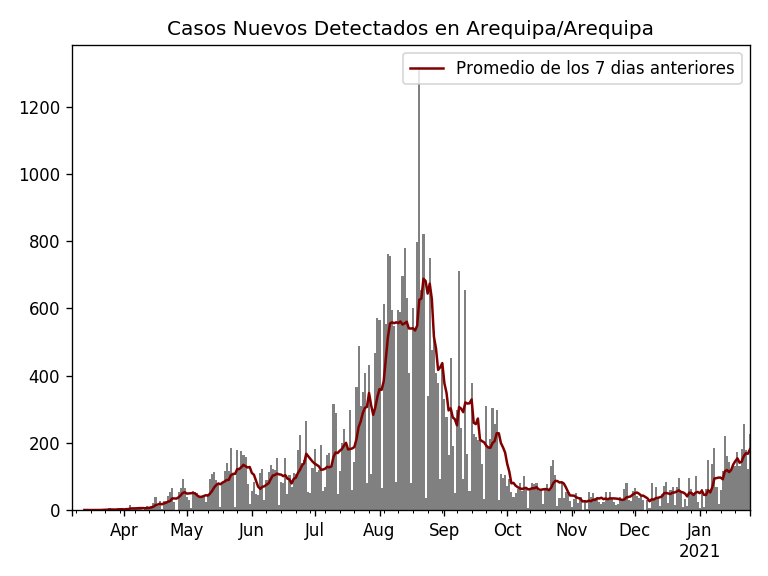 Casos Nuevos Detectados en Arequipa/Arequipa
Promedio de los 7 dias anteriores
1200
1000
800
600
400
200
0
Apr May Jun Jul Aug Sep Oct Nov Dec Jan
2021